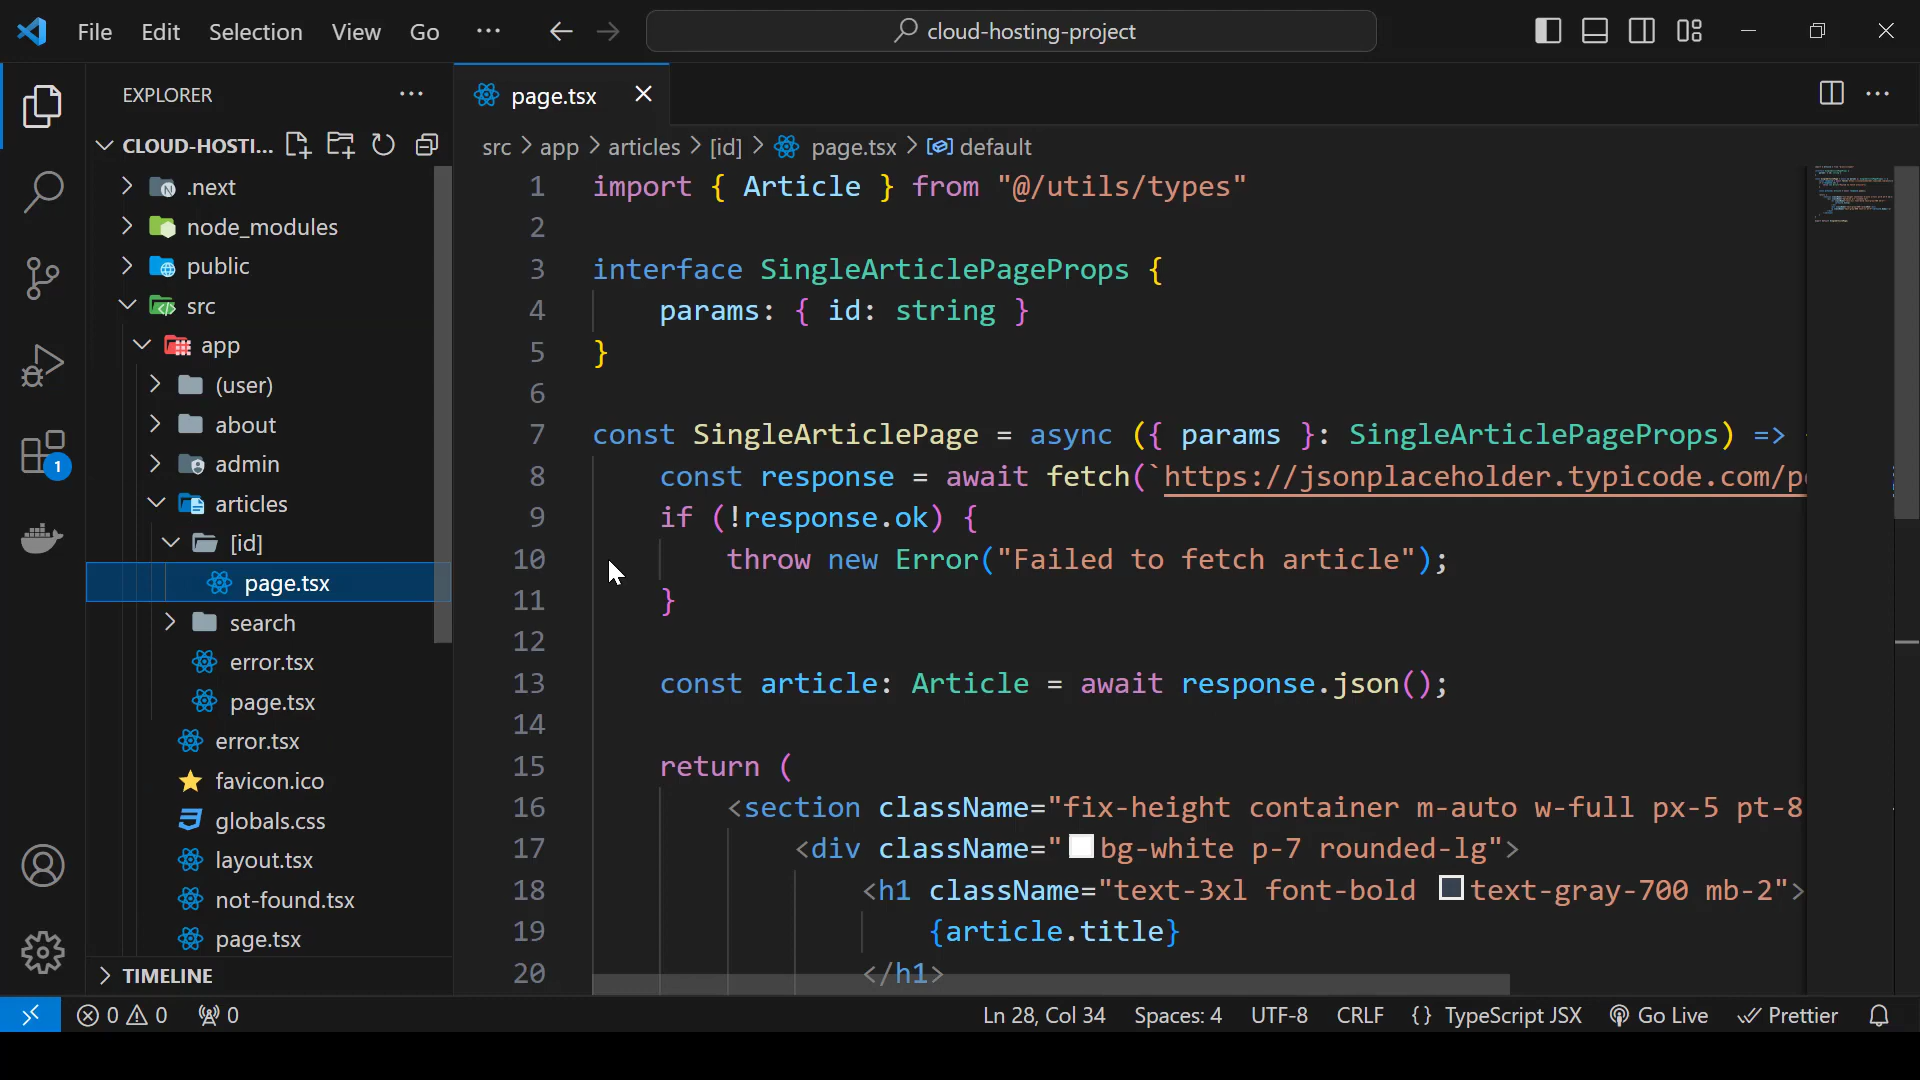 File Edit Selection View Go ··· cloud-hosting-project
EXPLORER ···
CLOUD-HOSTI...
.next
node_modules
public
src
app
(user)
about
admin
articles
[id]
page.tsx
search
error.tsx
page.tsx
error.tsx
favicon.ico
globals.css
layout.tsx
not-found.tsx
page.tsx
TIMELINE
1
page.tsx
src > app > articles > [id] > page.tsx > default
1 import { Article } from "@/utils/types"
2
3 interface SingleArticlePageProps {
4 params: { id: string }
5 }
6
7 const SingleArticlePage = async ({ params }: SingleArticlePageProps) =>
8 const response = await fetch(`https://jsonplaceholder.typicode.com/p
9 if (!response.ok) {
10 throw new Error("Failed to fetch article");
11 }
12
13 const article: Article = await response.json();
14
15 return (
16 <section className="fix-height container m-auto w-full px-5 pt-8
17 <div className="bg-white p-7 rounded-lg">
18 <h1 className="text-3xl font-bold text-gray-700 mb-2">
19 {article.title}
20 </h1>
0 0 0 Ln 28, Col 34 Spaces: 4 UTF-8 CRLF {} TypeScript JSX Go Live Prettier